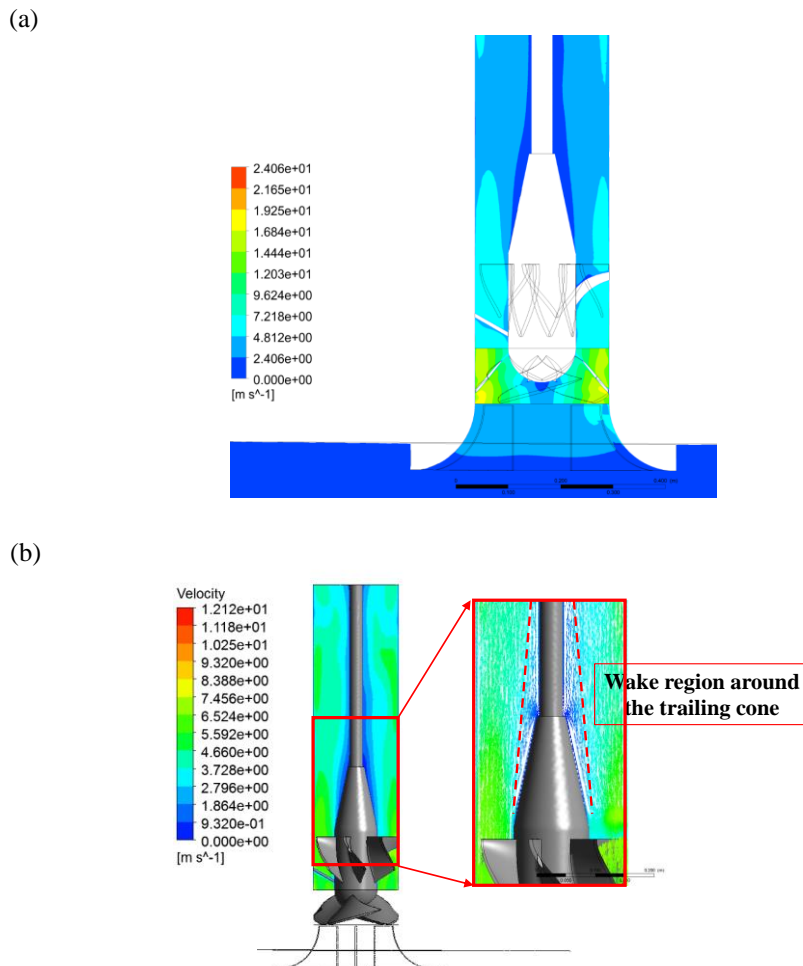 (a)
2.406e+01
2.165e+01
1.925e+01
1.684e+01
1.444e+01
1.203e+01
9.624e+00
7.218e+00
4.812e+00
2.406e+00
0.000e+00
[m s^-1]
(b)
Velocity
1.212e+01
1.118e+01
1.025e+01
9.320e+00
8.388e+00
7.456e+00
6.524e+00
5.592e+00
4.660e+00
3.728e+00
2.796e+00
1.864e+00
9.320e-01
0.000e+00
[m s^-1]
Wake region around
the trailing cone